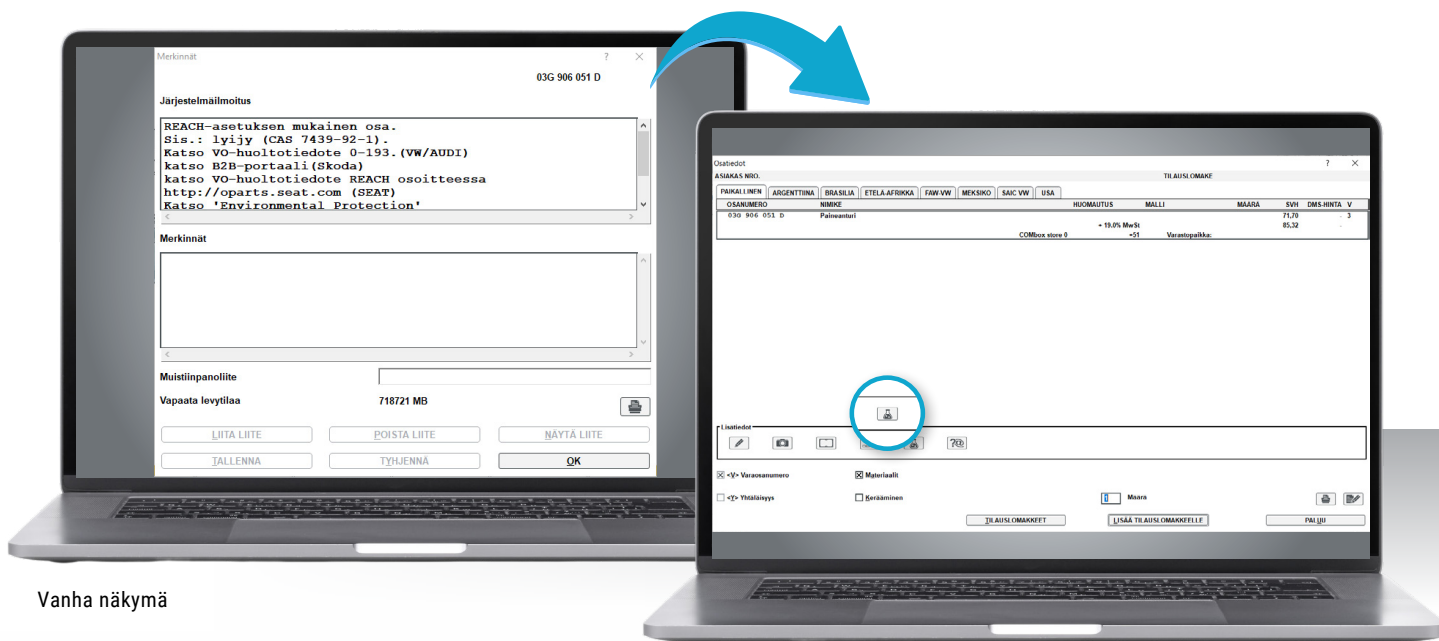 Merkinnät
03G 906 051 D
Järjestelmäilmoitus
REACH-asetuksen mukainen osa.
Sis.: lyijy (CAS 7439-92-1).
Katso VO-huoltotiedote 0-193.(VW/AUDI)
katso B2B-portaali(Skoda)
katso VO-huoltotiedote REACH osoitteessa
http://oparts.seat.com (SEAT)
Katso 'Environmental Protection'
Merkinnät
Muistiinpanoliite
Vapaata levytilaa 718721 MB
LIITA LIITE POISTA LIITE NÄYTÄ LIITE
TALLENNA TYHJENNÄ OK
Vanha näkymä
Osatiedot
ASIAKAS NRO. TILAUSLOMAKE
PAIKALLINEN ARGENTTIINA BRASILIA ETELA-AFRIKKA FAW-VW MEKSIKO SAIC VW USA
OSANUMERO NIMIKE HUOMAUTUS MALLI MAARA SVH DMS-HINTA V
03G 906 051 D Paineanturi 71,70 - 3
+ 19.0% MwSt 85,32 -
COMbox store 0 =51 Varastopaikka:
Lisatiedot
?@
<V> Varaosanumero Materiaalit
<Y> Yhtäläisyys Kerääminen Maara
TILAUSLOMAKKEET LISÄÄ TILAUSLOMAKKEELLE PALUU